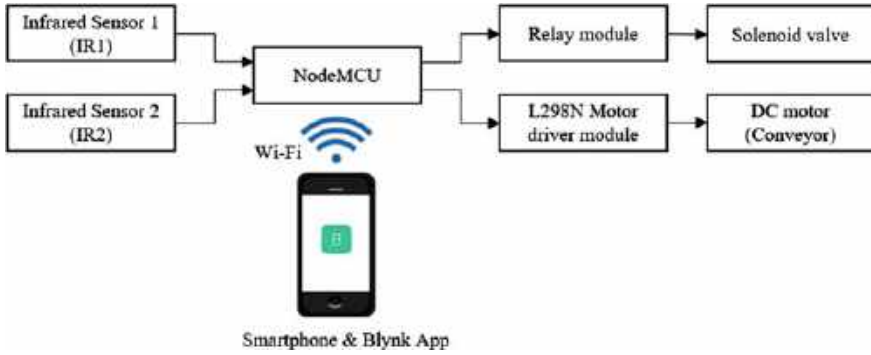 Infrared Sensor 1
(IR1)
Relay module
Solenoid valve
NodeMCU
Infrared Sensor 2
(IR2)
L298N Motor
driver module
DC motor
(Conveyor)
Wi-Fi
Smartphone & Blynk App